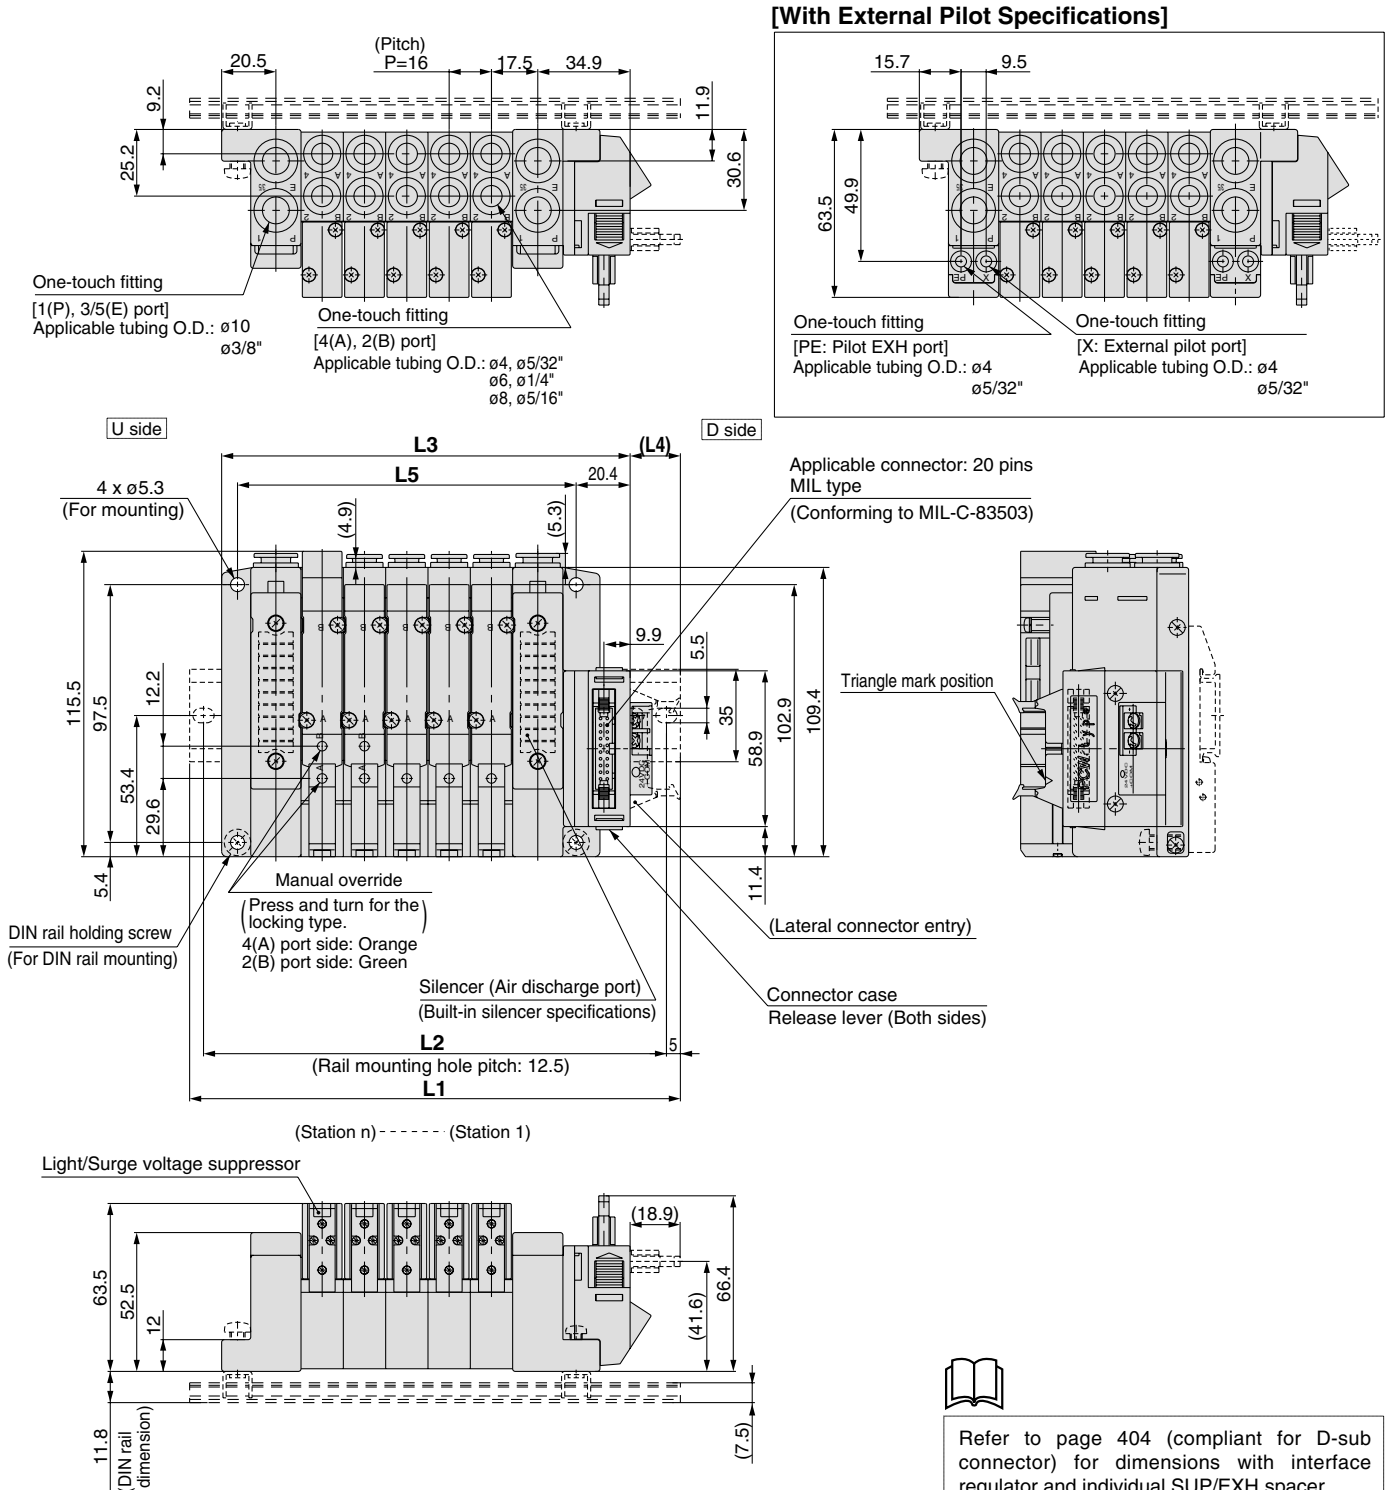 [With External Pilot Specifications]
(Pitch)
P=16
20.5
17.5
34.9
9.2
25.2
11.9
30.6
15.7
9.5
63.5
49.9
One-touch fitting
[1(P), 3/5(E) port]
Applicable tubing O.D.: ø10
ø3/8"
One-touch fitting
[4(A), 2(B) port]
Applicable tubing O.D.: ø4, ø5/32"
ø6, ø1/4"
ø8, ø5/16"
One-touch fitting
[PE: Pilot EXH port]
Applicable tubing O.D.: ø4
ø5/32"
One-touch fitting
[X: External pilot port]
Applicable tubing O.D.: ø4
ø5/32"
U side
D side
L3
(L4)
L5
20.4
4 x ø5.3
(For mounting)
(4.9)
(5.3)
Applicable connector: 20 pins
MIL type
(Conforming to MIL-C-83503)
9.9
5.5
35
58.9
102.9
109.4
11.4
115.5
97.5
12.2
53.4
29.6
5.4
Triangle mark position
Manual override
(Press and turn for the
locking type.)
4(A) port side: Orange
2(B) port side: Green
DIN rail holding screw
(For DIN rail mounting)
Silencer (Air discharge port)
(Built-in silencer specifications)
(Lateral connector entry)
Connector case
Release lever (Both sides)
L2
5
(Rail mounting hole pitch: 12.5)
L1
(Station n)------(Station 1)
Light/Surge voltage suppressor
63.5
52.5
12
11.8
(DIN rail
dimension)
(18.9)
66.4
(41.6)
(7.5)
Refer to page 404 (compliant for D-sub
connector) for dimensions with interface
regulator and individual SUP/EXH spacer.